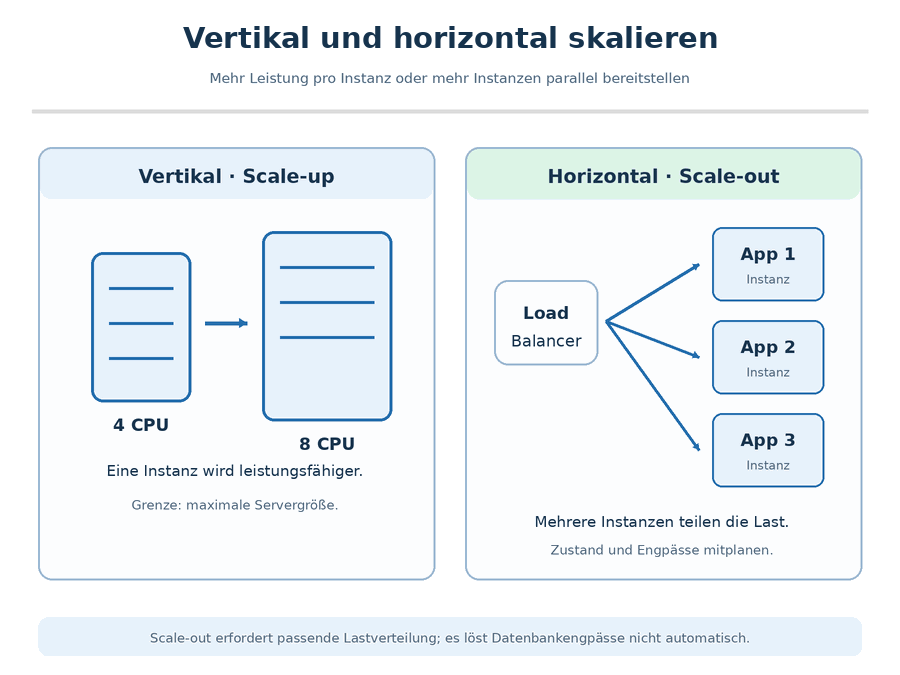 Vertikal und horizontal skalieren
Mehr Leistung pro Instanz oder mehr Instanzen parallel bereitstellen
Vertikal · Scale-up
4 CPU
8 CPU
Eine Instanz wird leistungsfähiger.
Grenze: maximale Servergröße.
Horizontal · Scale-out
Load
Balancer
App 1
Instanz
App 2
Instanz
App 3
Instanz
Mehrere Instanzen teilen die Last.
Zustand und Engpässe mitplanen.
Scale-out erfordert passende Lastverteilung; es löst Datenbankengpässe nicht automatisch.